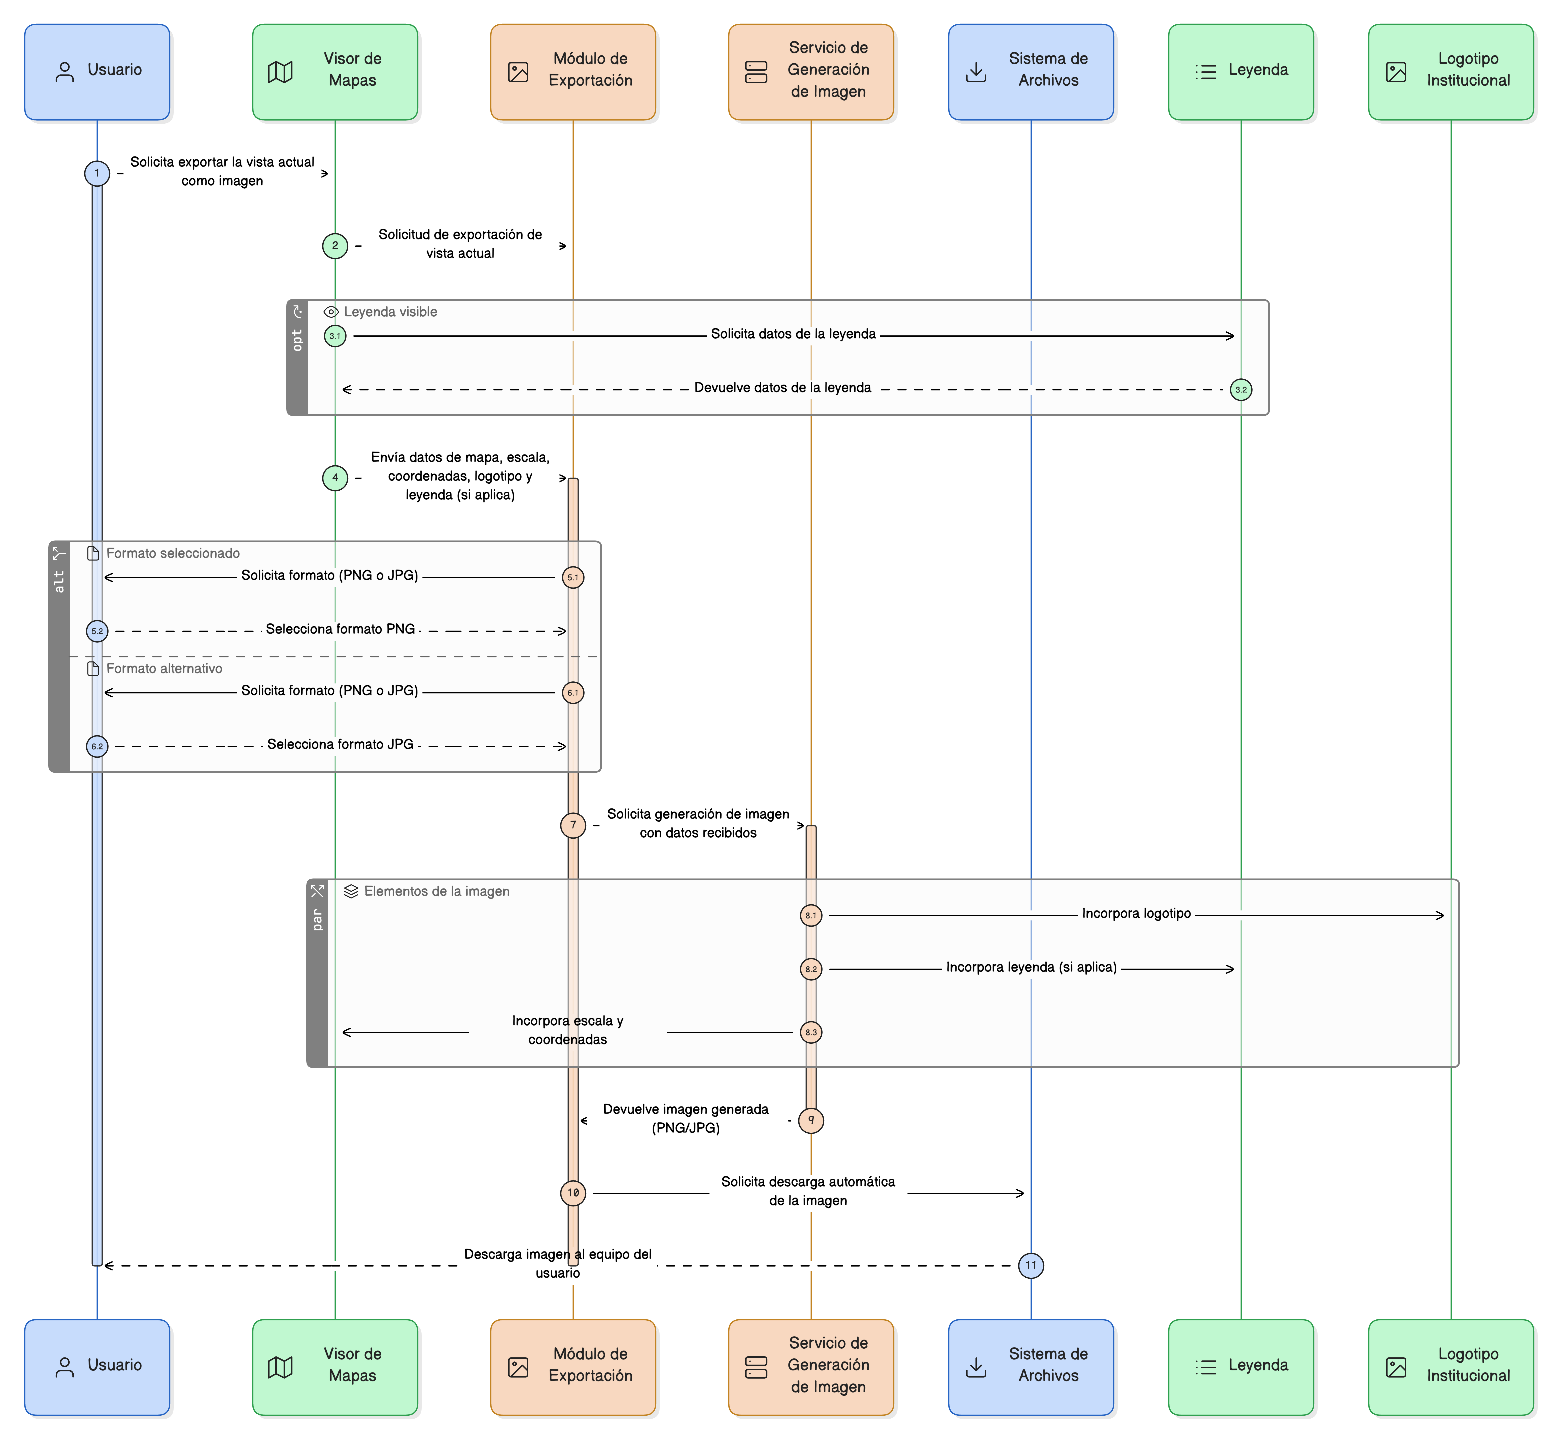 Usuario
Visor de
Mapas
Módulo de
Exportación
Servicio de
Generación
de Imagen
Sistema de
Archivos
Leyenda
Logotipo
Institucional
1
Solicita exportar la vista actual
como imagen
2
Solicitud de exportación de
vista actual
opt
Leyenda visible
3.1
Solicita datos de la leyenda
Devuelve datos de la leyenda
3.2
4
Envía datos de mapa, escala,
coordenadas, logotipo y
leyenda (si aplica)
alt
Formato seleccionado
Solicita formato (PNG o JPG)
5.1
5.2
Selecciona formato PNG
Formato alternativo
Solicita formato (PNG o JPG)
6.1
6.2
Selecciona formato JPG
7
Solicita generación de imagen
con datos recibidos
par
Elementos de la imagen
8.1
Incorpora logotipo
8.2
Incorpora leyenda (si aplica)
Incorpora escala y
coordenadas
8.3
Devuelve imagen generada
(PNG/JPG)
9
10
Solicita descarga automática
de la imagen
Descarga imagen al equipo del
usuario
11
Usuario
Visor de
Mapas
Módulo de
Exportación
Servicio de
Generación
de Imagen
Sistema de
Archivos
Leyenda
Logotipo
Institucional